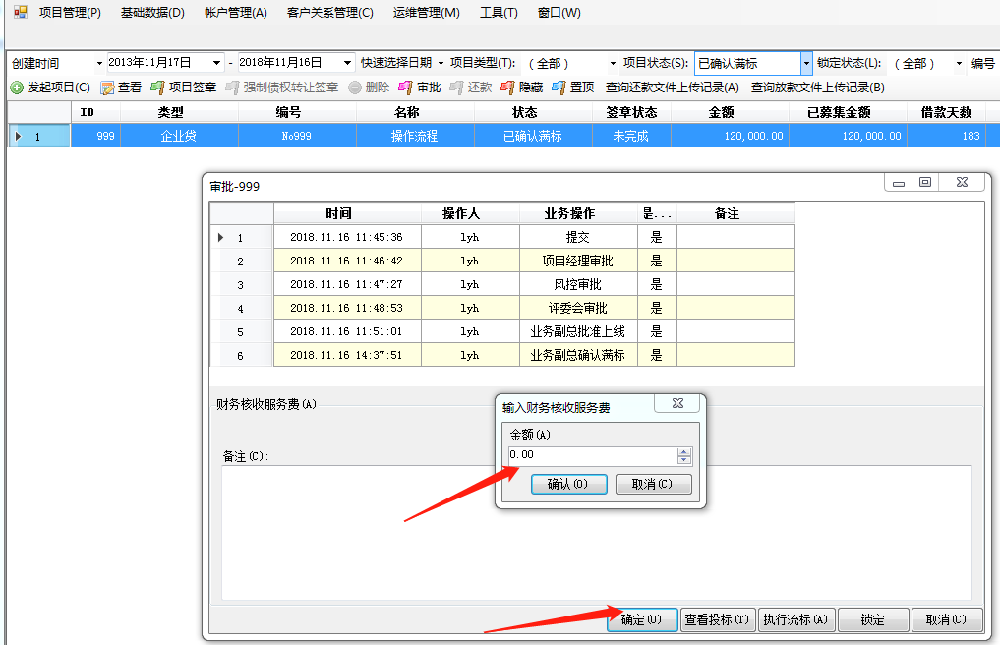 项目管理(P) 基础数据(D) 帐户管理(A) 客户关系管理(C) 运维管理(M) 工具(T) 窗口(W)
创建时间 2013年11月17日 - 2018年11月16日 快速选择日期 项目类型(T): （全部） 项目状态(S): 已确认满标 锁定状态(L): （全部） 编号
发起项目(C) 查看 项目签章 强制债权转让签章 删除 审批 还款 隐藏 置顶 查询还款文件上传记录(A) 查询放款文件上传记录(B)
ID 类型 编号 名称 状态 签章状态 金额 已募集金额 借款天数
1 999 企业贷 No999 操作流程 已确认满标 未完成 120,000.00 120,000.00 183
审批-999
时间 操作人 业务操作 是... 备注
1 2018.11.16 11:45:36 lyh 提交 是
2 2018.11.16 11:46:42 lyh 项目经理审批 是
3 2018.11.16 11:47:27 lyh 风控审批 是
4 2018.11.16 11:48:53 lyh 评委会审批 是
5 2018.11.16 11:51:01 lyh 业务副总批准上线 是
6 2018.11.16 14:37:51 lyh 业务副总确认满标 是
财务核收服务费(A)
备注(C):
输入财务核收服务费
金额(A)
0.00
确认(O) 取消(C)
确定(O) 查看投标(T) 执行流标(A) 锁定 取消(C)